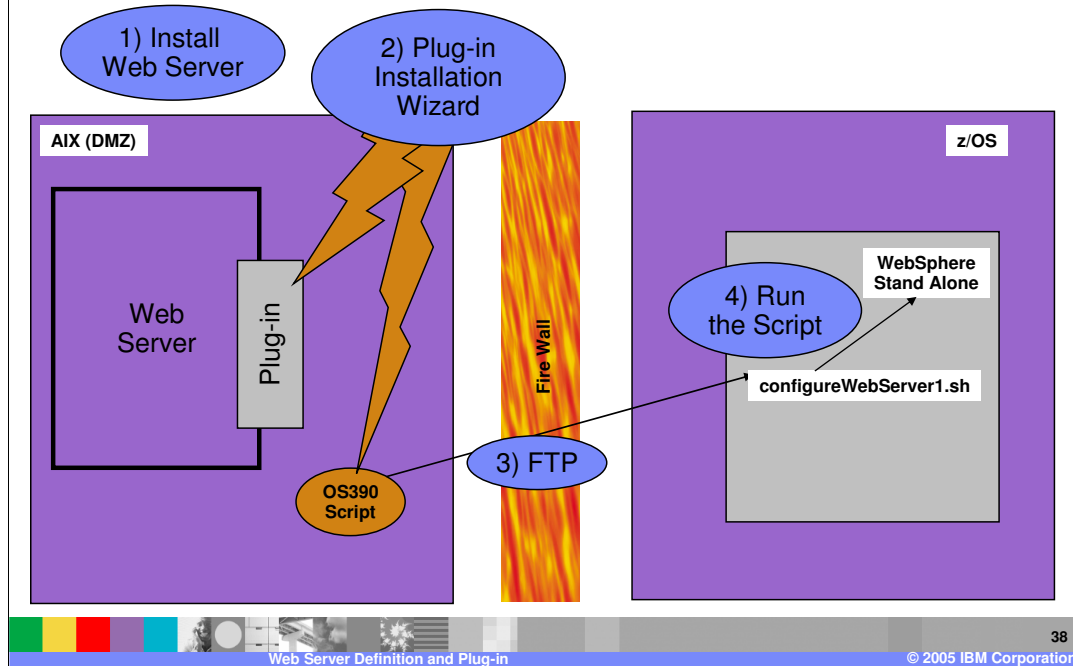 1) Install
Web Server
2) Plug-in
Installation
Wizard
AIX (DMZ)
z/OS
Web
Server
Plug-in
OS390
Script
Fire Wall
3) FTP
4) Run
the Script
WebSphere
Stand Alone
configureWebServer1.sh
38
Web Server Definition and Plug-in
© 2005 IBM Corporation